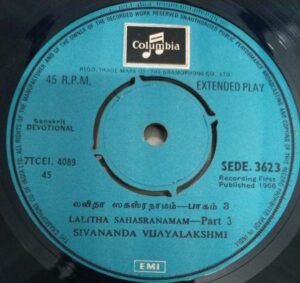 Columbia
REGD. TRADE MARK OF THE GRAMOPHONE CO. LTD.
45 R.P.M.
EXTENDED PLAY
Sanskrit
DEVOTIONAL
7TCEI. 4089
45
SEDE. 3623
Recording First
Published 1966
லலிதா ஸகஸ்ரநாமம்—பாகம் 3
LALITHA SAHASRANAMAM—Part 3
SIVANANDA VIJAYALAKSHMI
EMI